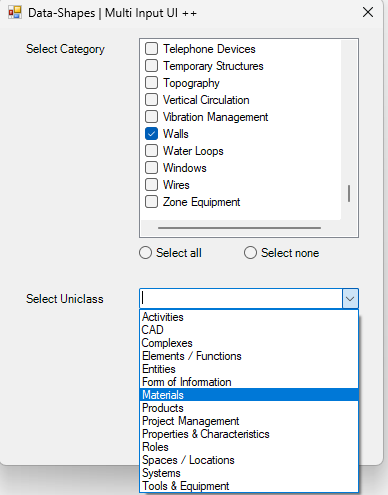 Data-Shapes | Multi Input UI ++
Select Category
Telephone Devices
Temporary Structures
Topography
Vertical Circulation
Vibration Management
Walls
Water Loops
Windows
Wires
Zone Equipment
Select all
Select none
Select Uniclass
Activities
CAD
Complexes
Elements / Functions
Entities
Form of Information
Materials
Products
Project Management
Properties & Characteristics
Roles
Spaces / Locations
Systems
Tools & Equipment